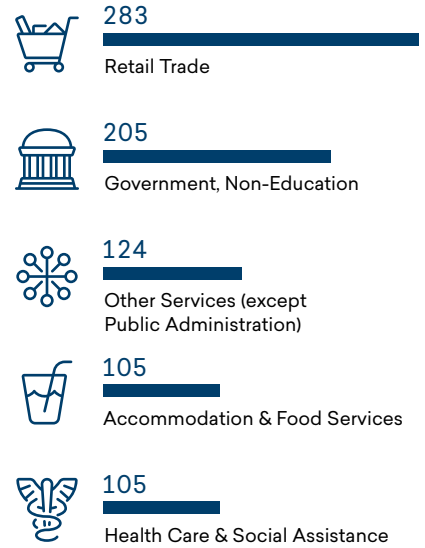 283
Retail Trade
205
Government, Non-Education
124
Other Services (except
Public Administration)
105
Accommodation & Food Services
105
Health Care & Social Assistance